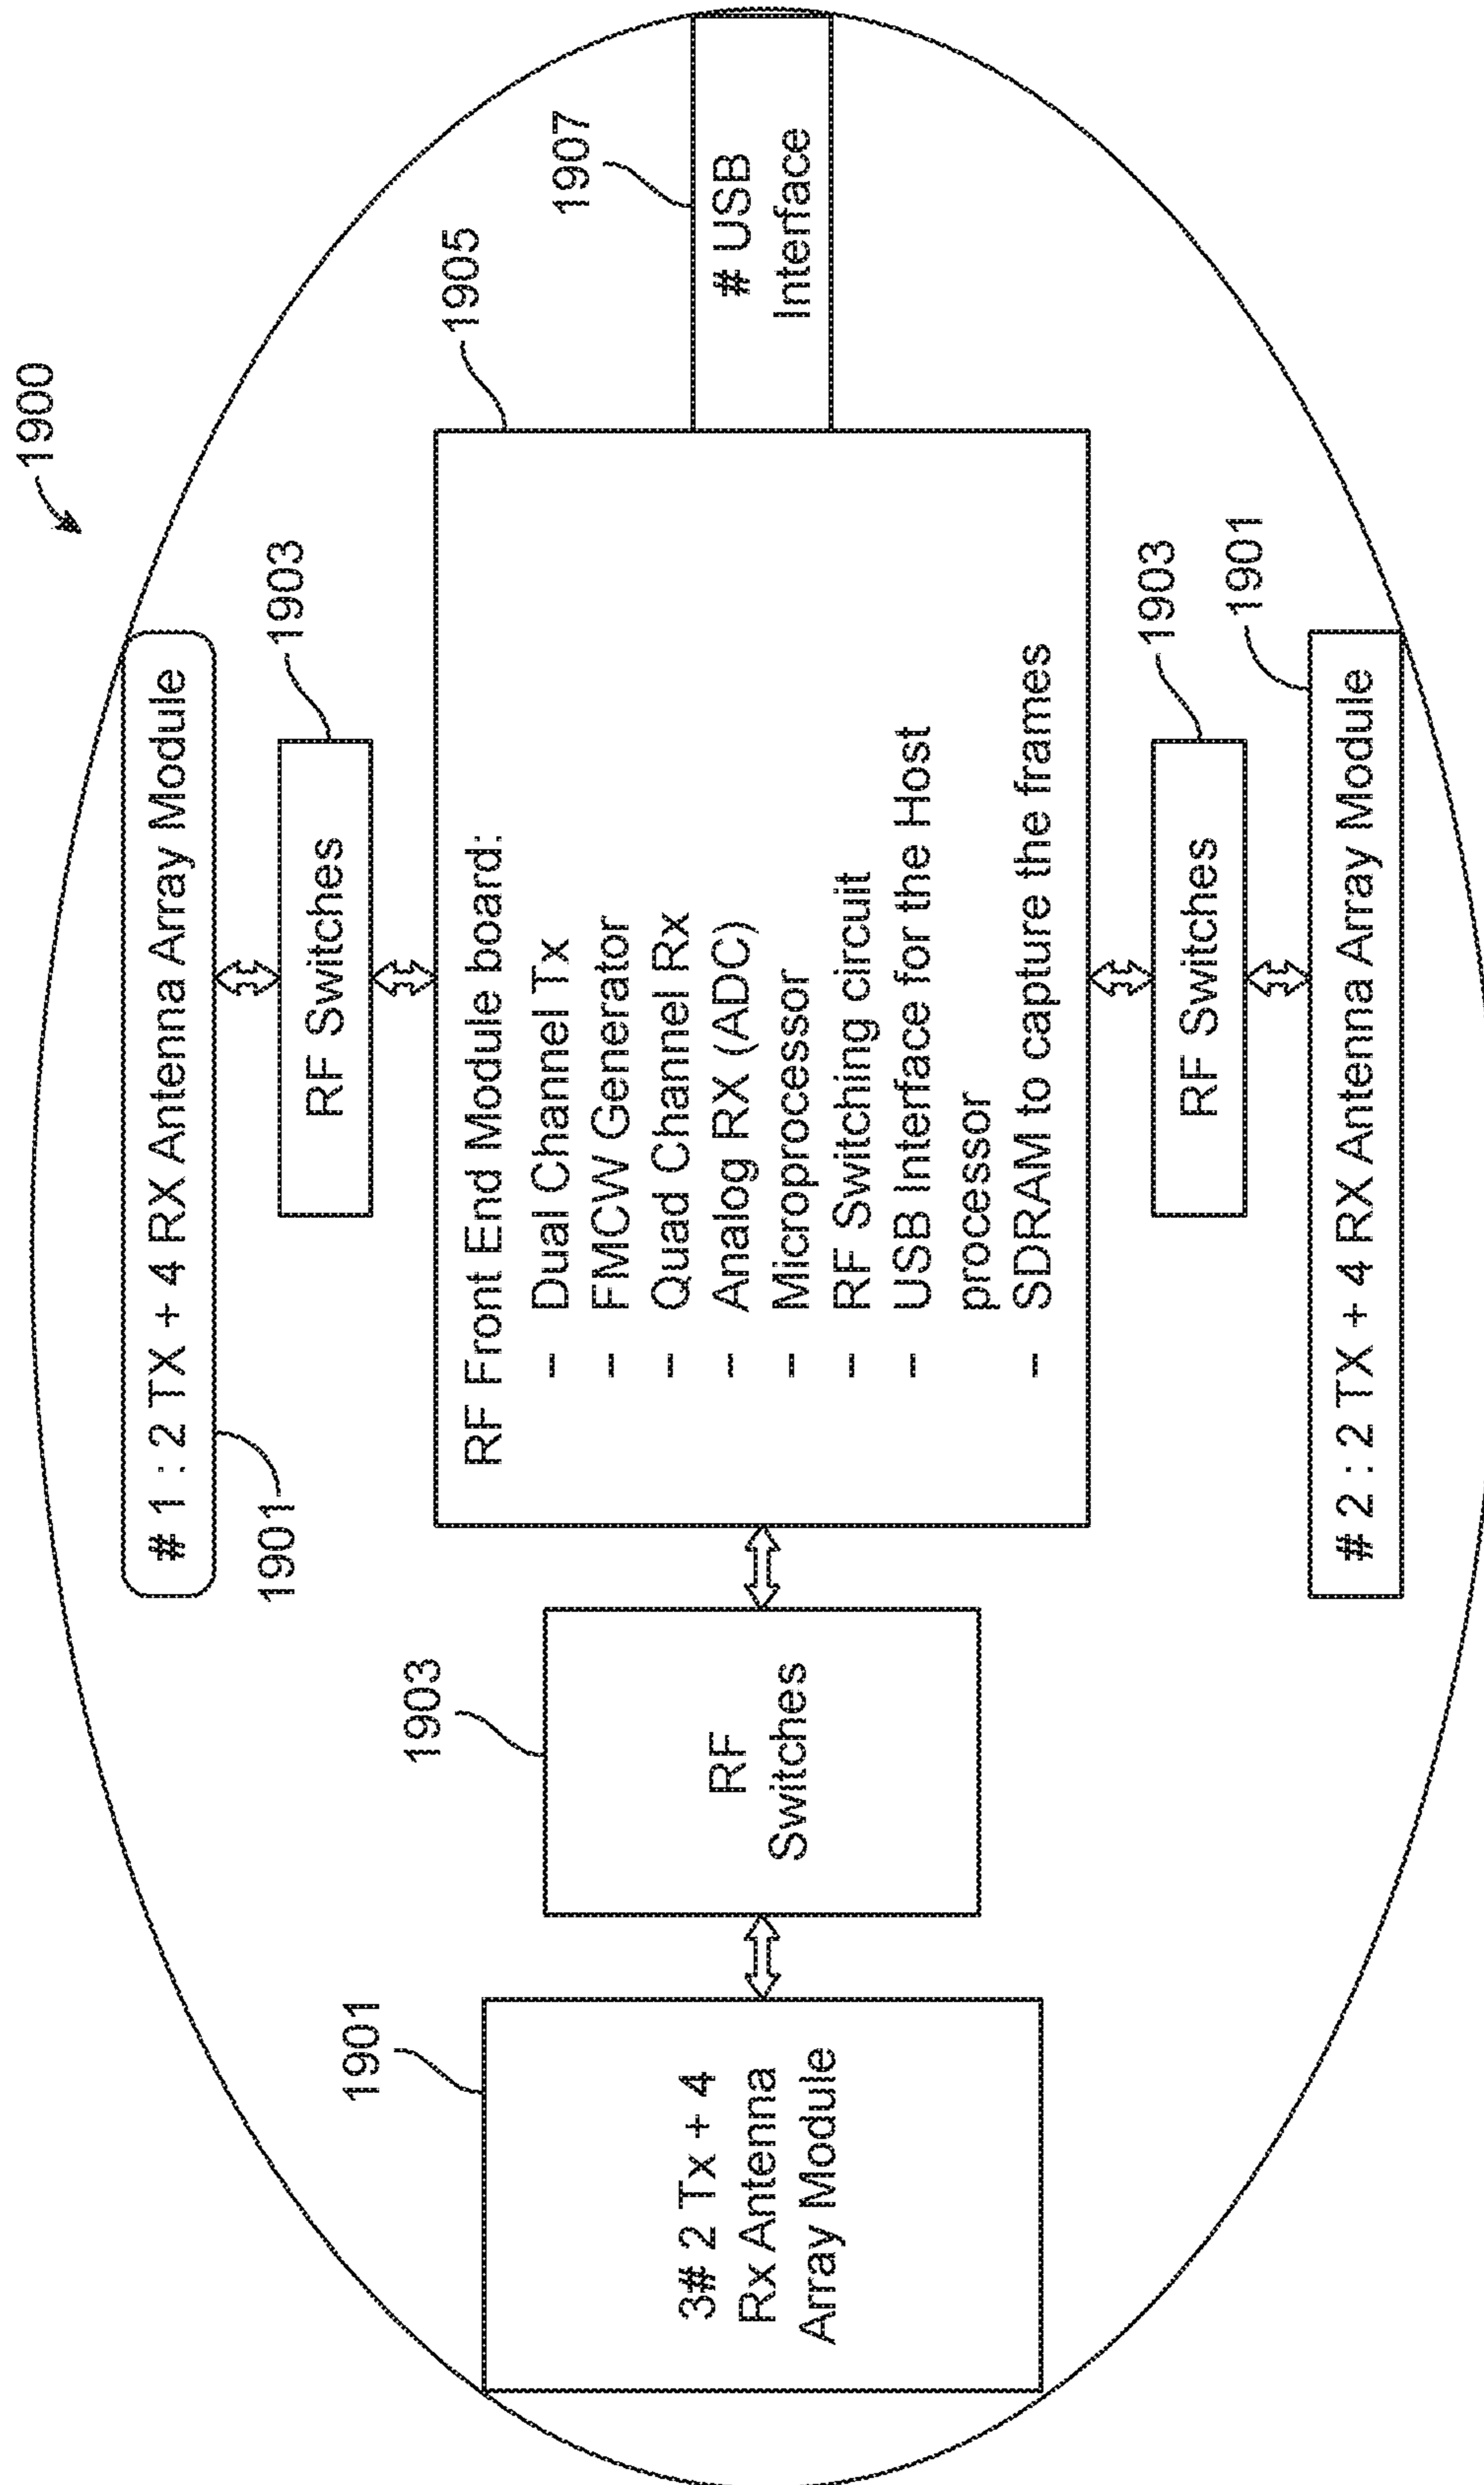 1900
# 1 : 2 TX + 4 RX Antenna Array Module
1901
RF Switches
1903
1905
RF Front End Module board:
– Dual Channel Tx
– FMCW Generator
– Quad Channel Rx
– Analog RX (ADC)
– Microprocessor
– RF Switching circuit
– USB Interface for the Host
processor
– SDRAM to capture the frames
1907
# USB
Interface
1903
RF
Switches
1901
3# 2 Tx + 4
Rx Antenna
Array Module
RF Switches
1903
1901
# 2 : 2 TX + 4 RX Antenna Array Module